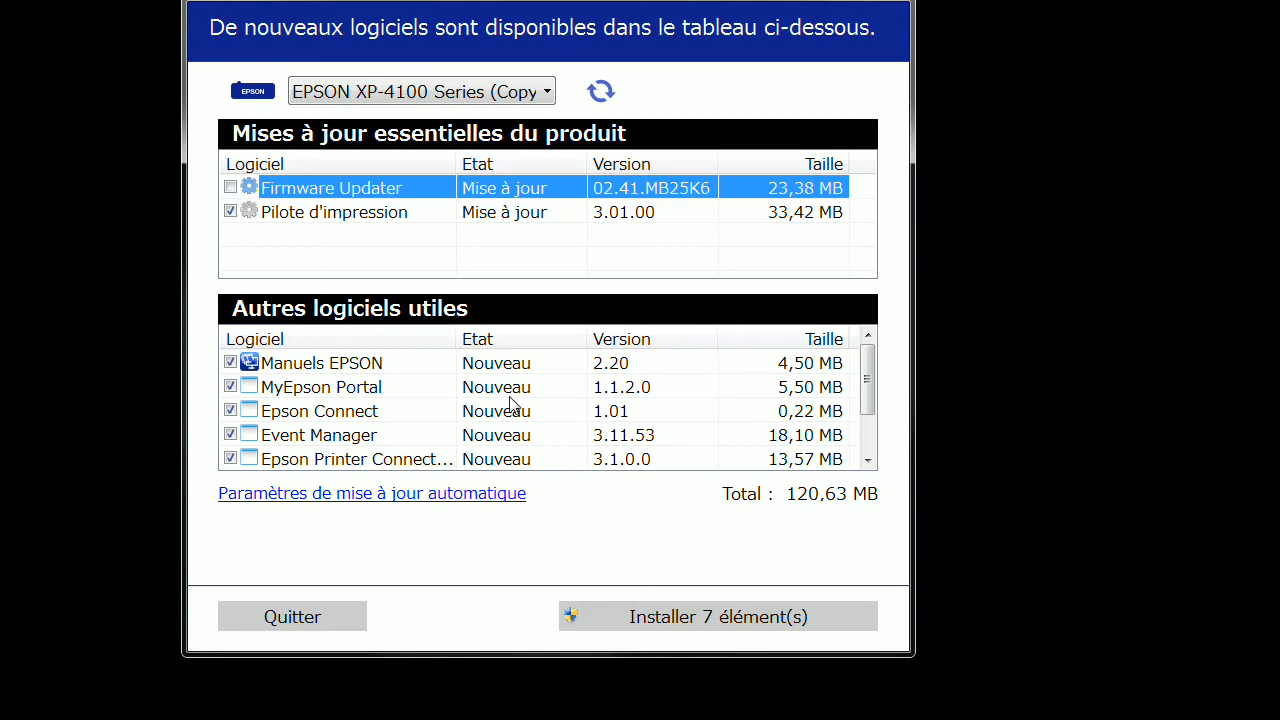 De nouveaux logiciels sont disponibles dans le tableau ci-dessous.
EPSON EPSON XP-4100 Series (Copy
Mises à jour essentielles du produit
Logiciel Etat Version Taille
Firmware Updater Mise à jour 02.41.MB25K6 23,38 MB
Pilote d'impression Mise à jour 3.01.00 33,42 MB
Autres logiciels utiles
Logiciel Etat Version Taille
Manuels EPSON Nouveau 2.20 4,50 MB
MyEpson Portal Nouveau 1.1.2.0 5,50 MB
Epson Connect Nouveau 1.01 0,22 MB
Event Manager Nouveau 3.11.53 18,10 MB
Epson Printer Connect... Nouveau 3.1.0.0 13,57 MB
Paramètres de mise à jour automatique Total : 120,63 MB
Quitter Installer 7 élément(s)